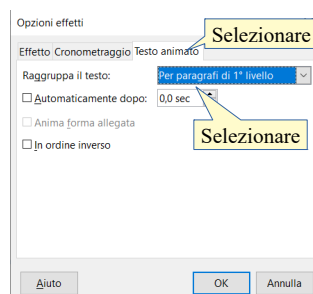 Opzioni effetti
Selezionare
Effetto Cronometraggio Testo animato
Raggruppa il testo: Per paragrafi di 1° livello
Automaticamente dopo: 0,0 sec
Anima forma allegata
Selezionare
In ordine inverso
Aiuto OK Annulla